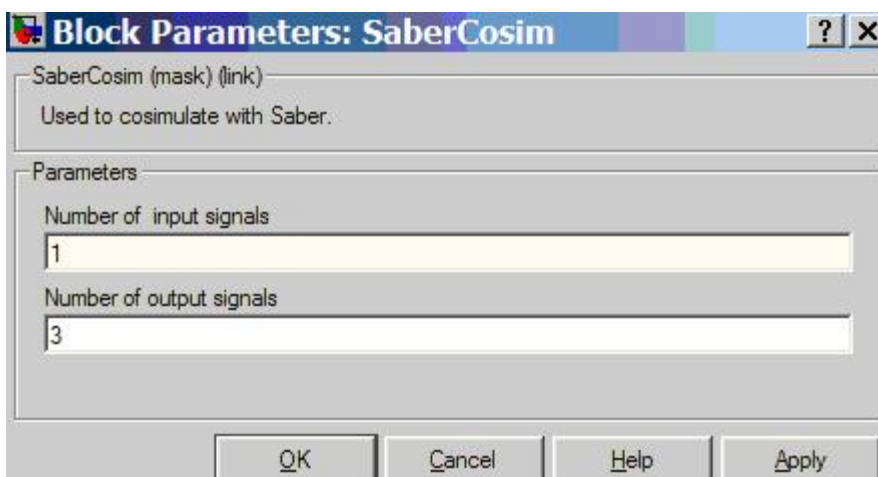 Block Parameters: SaberCosim
SaberCosim (mask) (link)
Used to cosimulate with Saber.
Parameters
Number of input signals
1
Number of output signals
3
OK Cancel Help Apply